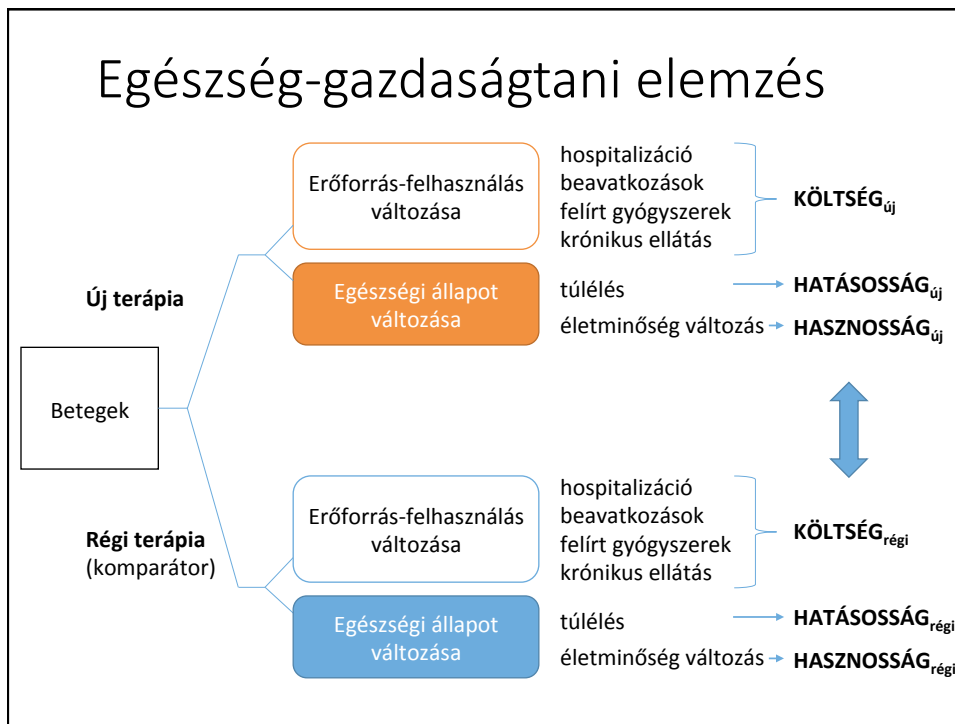 Egészség-gazdaságtani elemzés
Erőforrás-felhasználás
változása
hospitalizáció
beavatkozások
felírt gyógyszerek
krónikus ellátás
KÖLTSÉGúj
Új terápia
Egészségi állapot
változása
túlélés
HATÁSOSSÁGúj
életminőség változás
HASZNOSSÁGúj
Betegek
Régi terápia
(komparátor)
Erőforrás-felhasználás
változása
hospitalizáció
beavatkozások
felírt gyógyszerek
krónikus ellátás
KÖLTSÉGrégi
Egészségi állapot
változása
túlélés
HATÁSOSSÁGrégi
életminőség változás
HASZNOSSÁGrégi